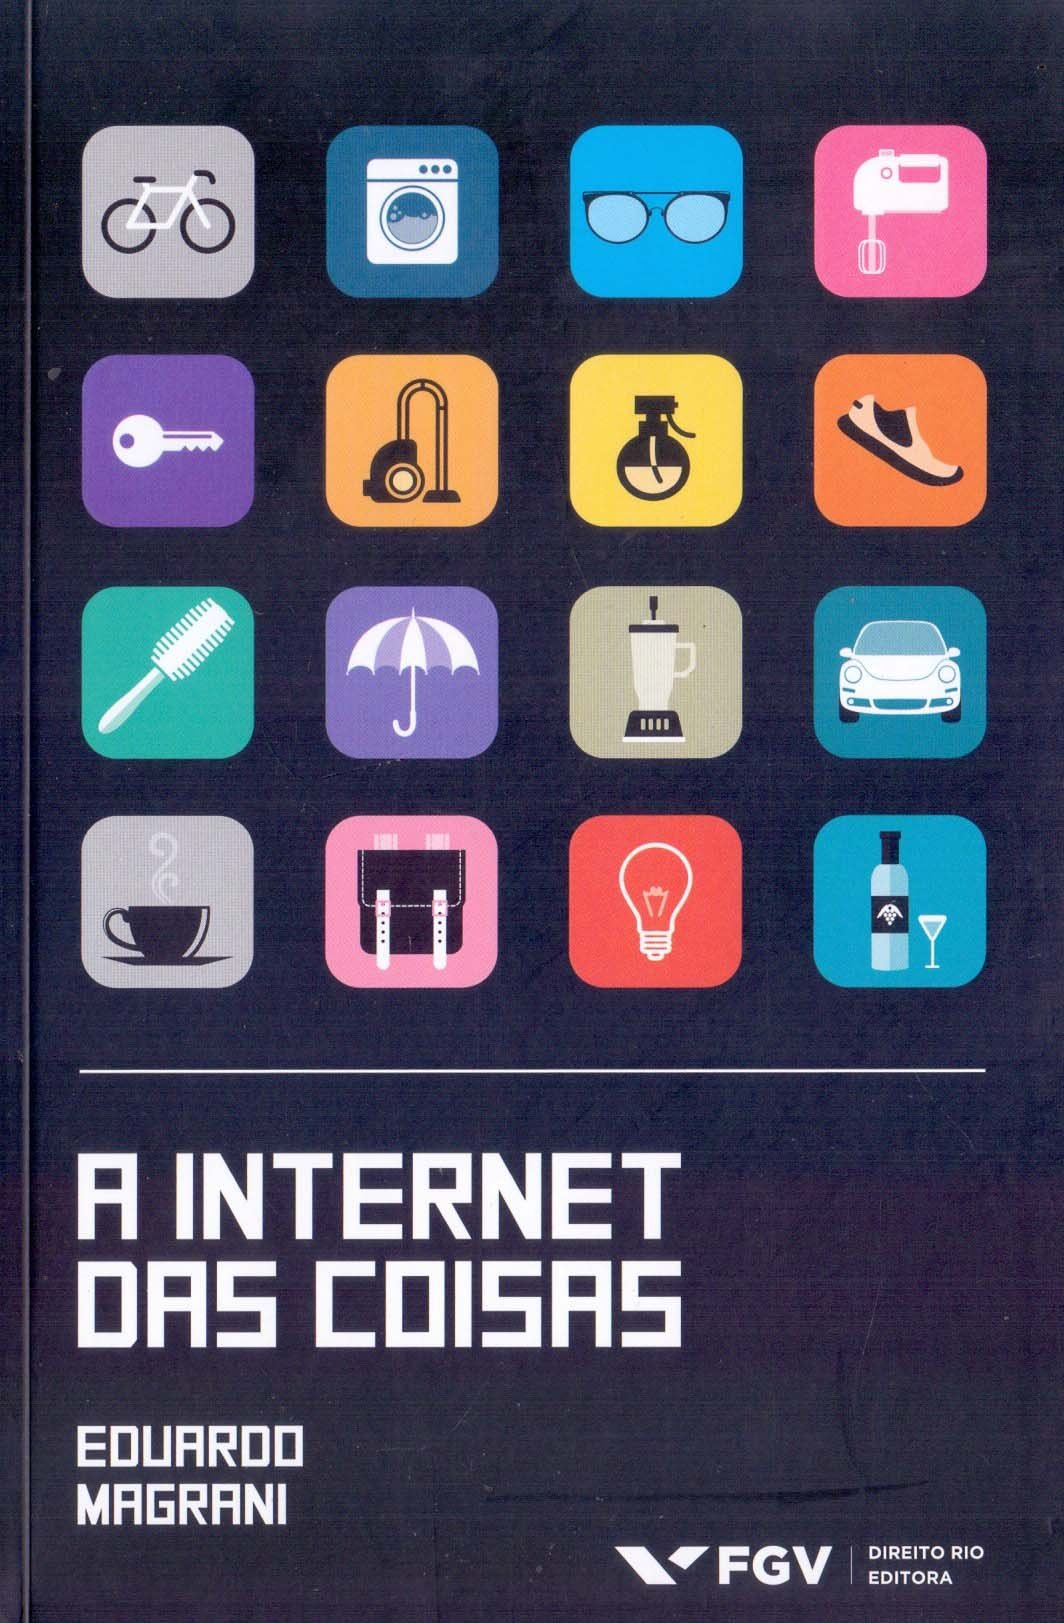 A INTERNET
DAS COISAS
EDUARDO
MAGRANI
FGV
DIREITO RIO
EDITORA